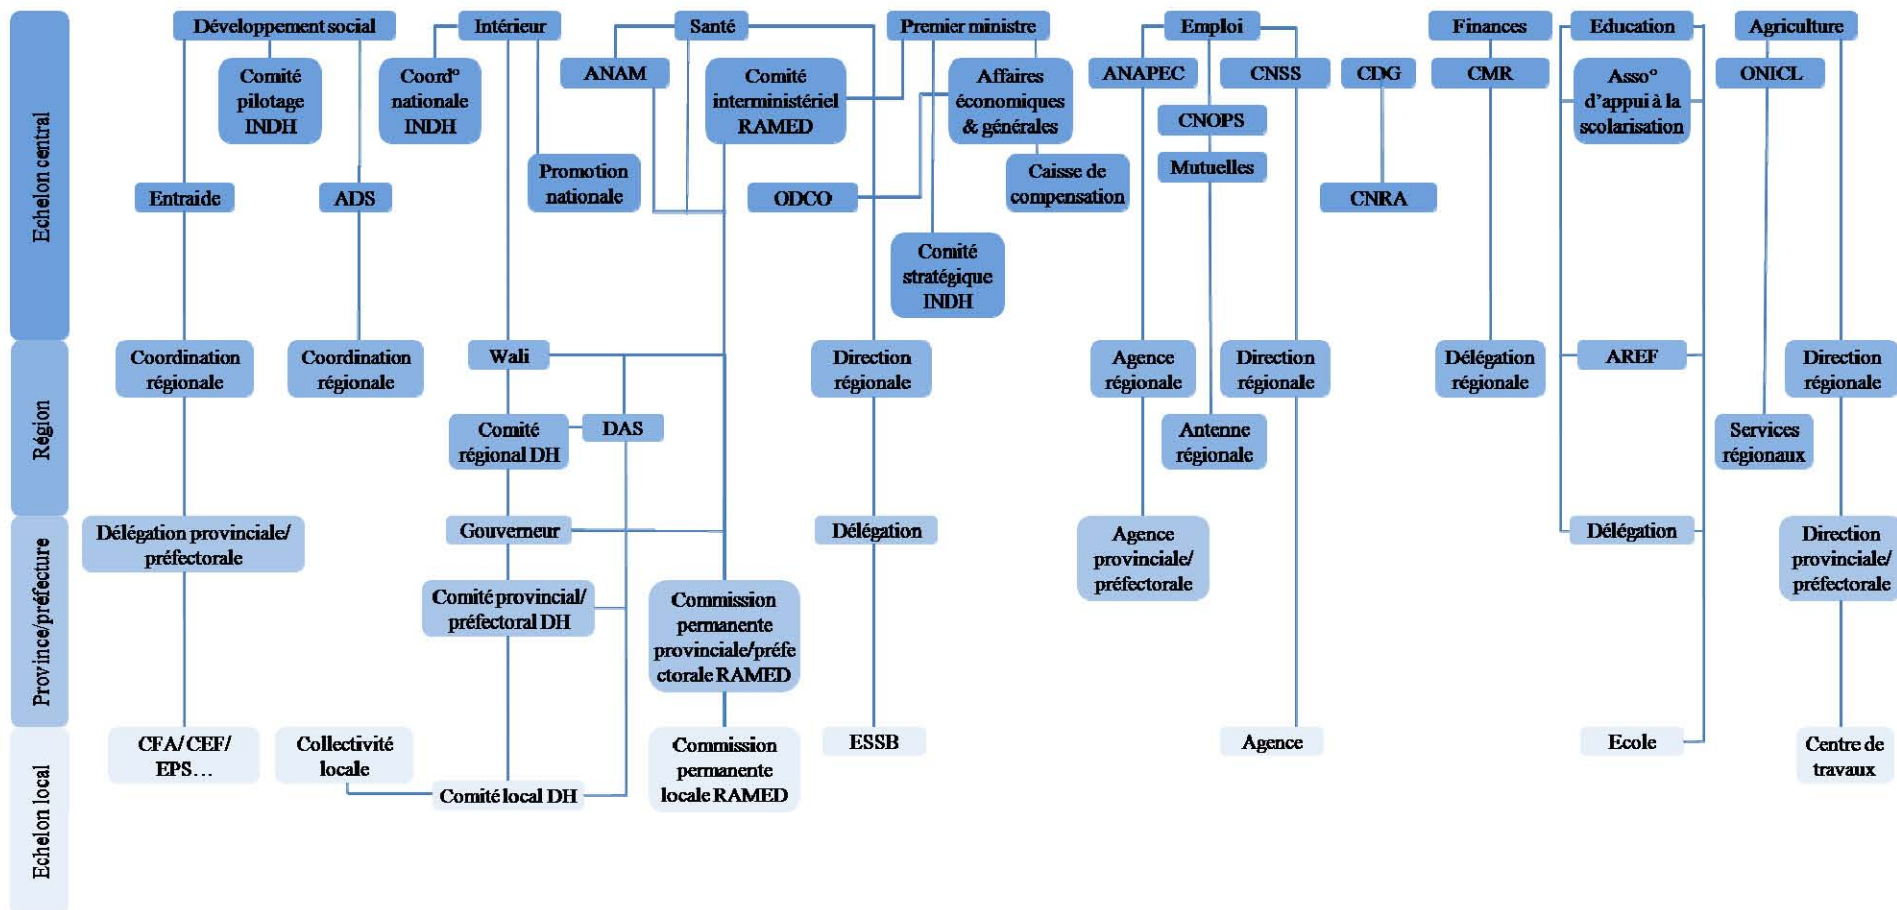 Echelon central
Développement social
Intérieur
Santé
Premier ministre
Emploi
Finances
Education
Agriculture
Comité
pilotage
INDH
Coord°
nationale
INDH
ANAM
Comité
interministériel
RAMED
Affaires
économiques
& générales
ANAPEC
CNSS
CDG
CMR
Asso°
d'appui à la
scolarisation
ONICL
CNOPS
Mutuelles
Entraide
ADS
Promotion
nationale
ODCO
Caisse de
compensation
CNRA
Comité
stratégique
INDH
Région
Coordination
régionale
Coordination
régionale
Wali
Direction
régionale
Agence
régionale
Direction
régionale
Délégation
régionale
AREF
Direction
régionale
Comité
régional DH
DAS
Antenne
régionale
Services
régionaux
Province/préfecture
Délégation provinciale/
préfectorale
Gouverneur
Délégation
Agence
provinciale/
préfectorale
Délégation
Direction
provinciale/
préfectorale
Comité provincial/
préfectoral DH
Commission
permanente
provinciale/préfe
ctorale RAMED
Echelon local
CFA/ CEF/
EPS…
Collectivité
locale
Comité local DH
Commission
permanente
locale RAMED
ESSB
Agence
Ecole
Centre de
travaux